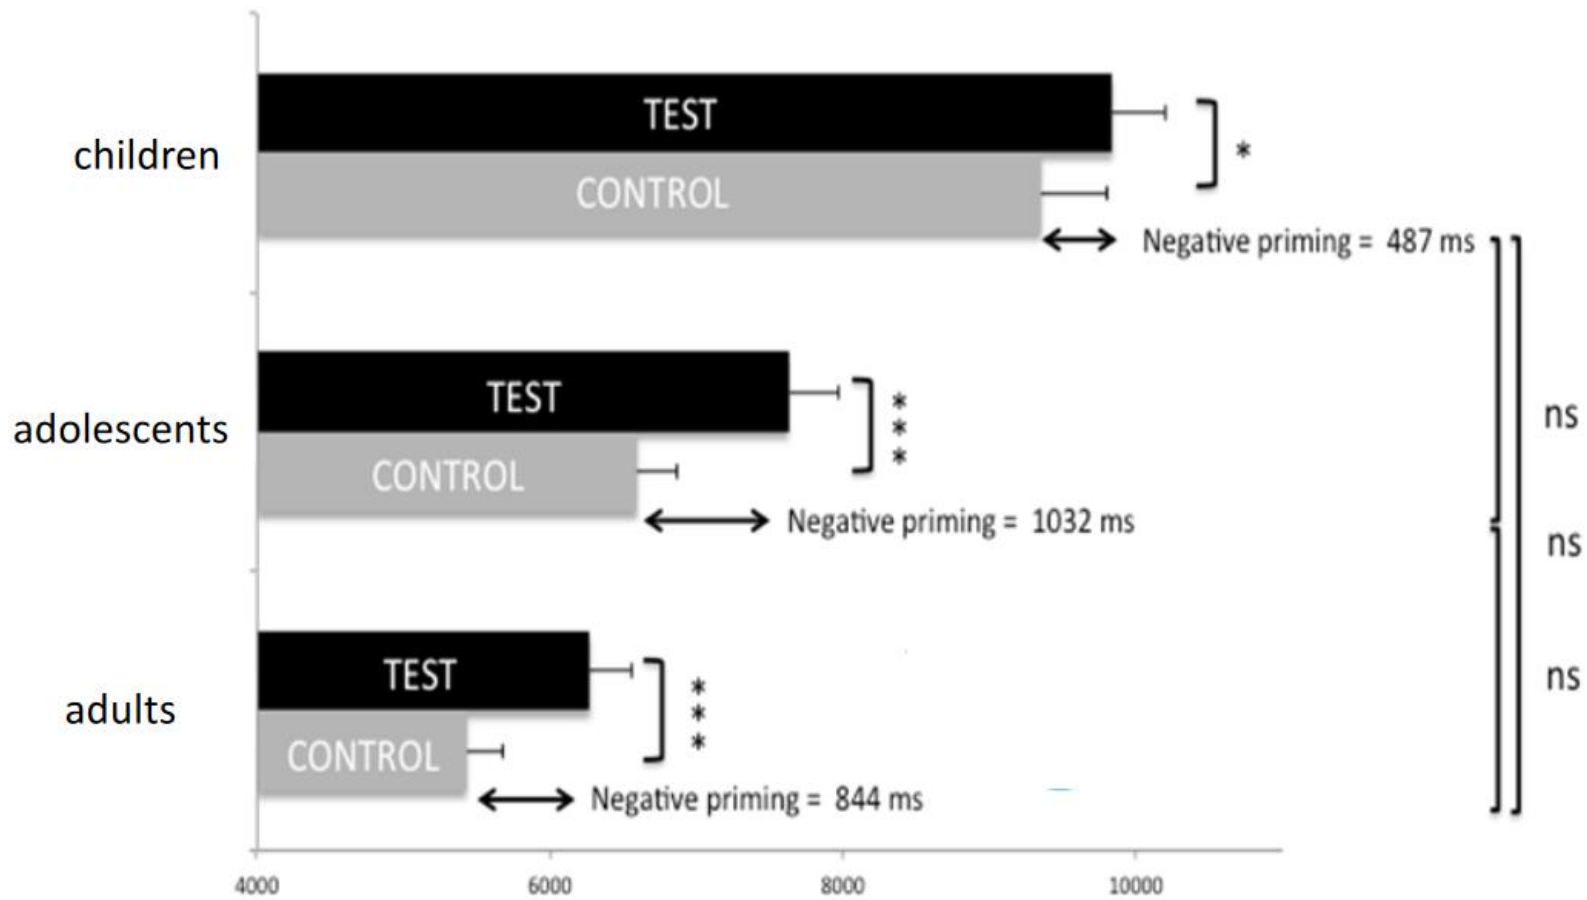 TEST
children
*
CONTROL
Negative priming = 487 ms
TEST
***
ns
adolescents
CONTROL
Negative priming = 1032 ms
ns
TEST
***
ns
adults
CONTROL
Negative priming = 844 ms
4000 6000 8000 10000